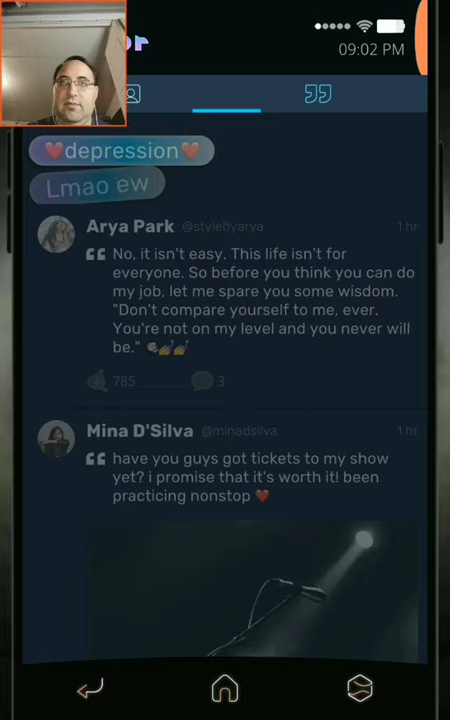 09:02 PM
❤️depression❤️
Lmao ew
Arya Park @stylebyarya 1 hr
No, it isn't easy. This life isn't for
everyone. So before you think you can do
my job, let me spare you some wisdom.
"Don't compare yourself to me, ever.
You're not on my level and you never will
be."
785 3
Mina D'Silva @minadsilva 1 hr
have you guys got tickets to my show
yet? i promise that it's worth it! been
practicing nonstop ❤️